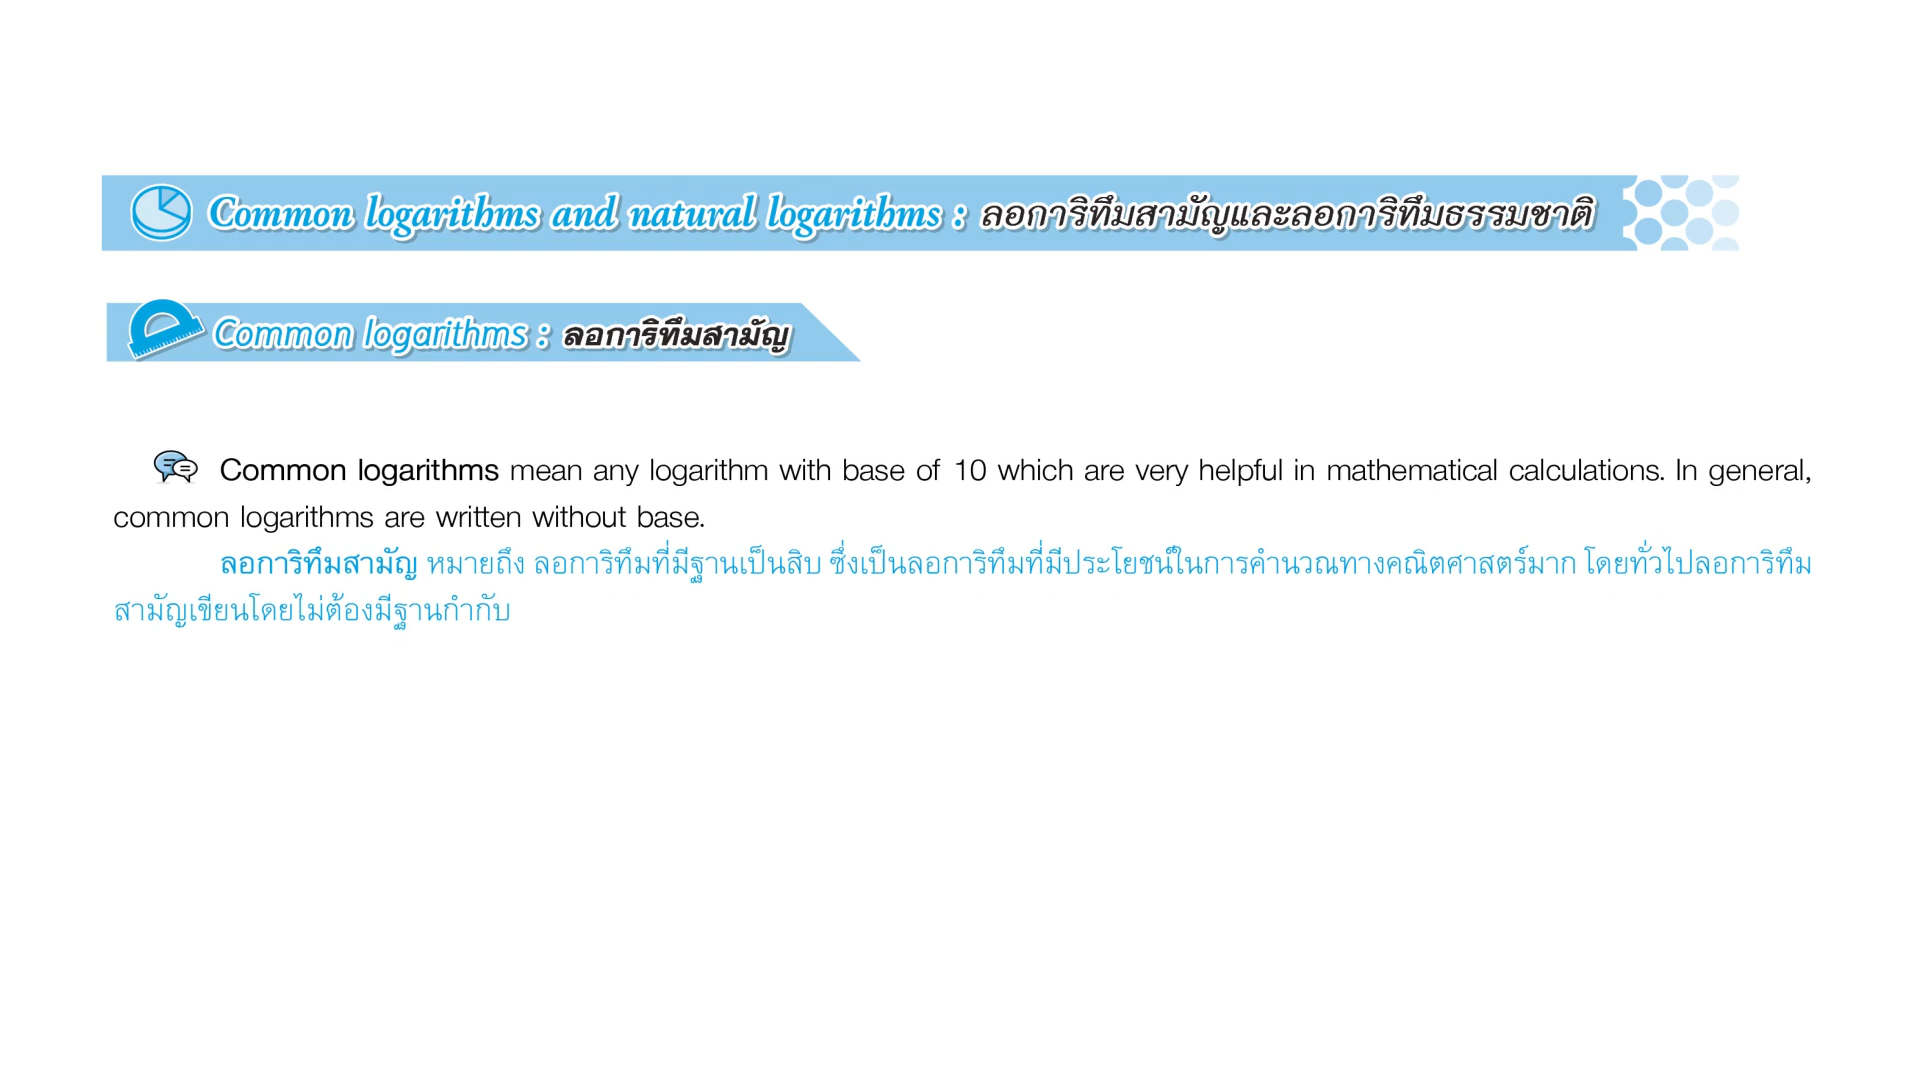 Common logarithms and natural logarithms : ลอการิทึมสามัญและลอการิทึมธรรมชาติ
Common logarithms : ลอการิทึมสามัญ
Common logarithms mean any logarithm with base of 10 which are very helpful in mathematical calculations. In general,
common logarithms are written without base.
ลอการิทึมสามัญ หมายถึง ลอการิทึมที่มีฐานเป็นสิบ ซึ่งเป็นลอการิทึมที่มีประโยชน์ในการคำนวณทางคณิตศาสตร์มาก โดยทั่วไปลอการิทึม
สามัญเขียนโดยไม่ต้องมีฐานกำกับ